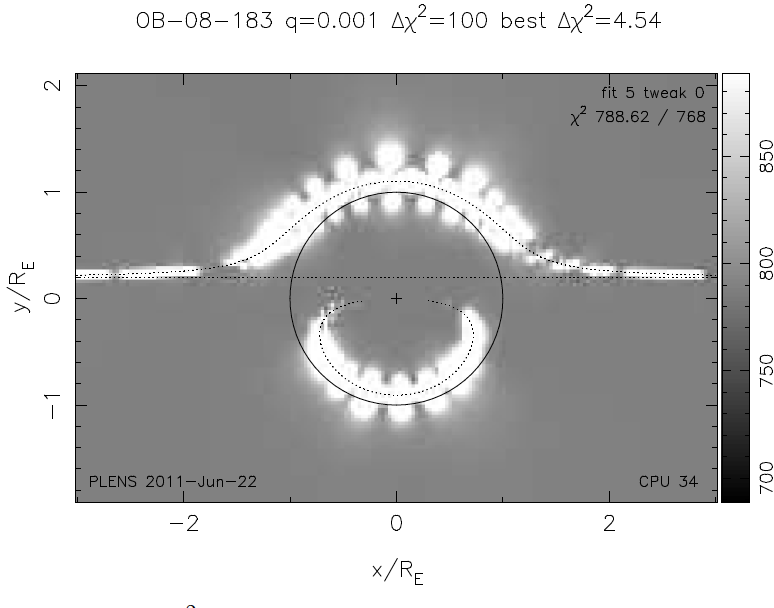 OB−08−183 q=0.001 Δχ²=100 best Δχ²=4.54
fit 5 tweak 0
χ² 788.62 / 768
2
1
0
−1
y/R_E
850
800
750
700
PLENS 2011−Jun−22
CPU 34
−2
0
2
x/R_E